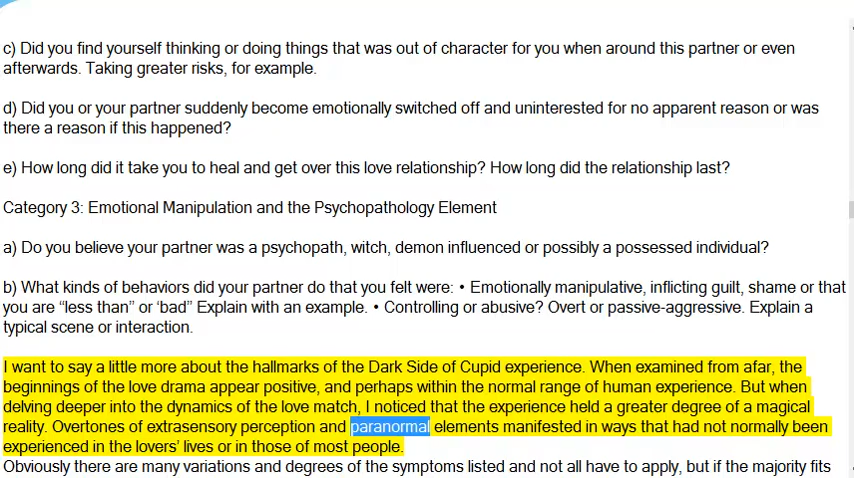 c) Did you find yourself thinking or doing things that was out of character for you when around this partner or even
afterwards. Taking greater risks, for example.
d) Did you or your partner suddenly become emotionally switched off and uninterested for no apparent reason or was
there a reason if this happened?
e) How long did it take you to heal and get over this love relationship? How long did the relationship last?
Category 3: Emotional Manipulation and the Psychopathology Element
a) Do you believe your partner was a psychopath, witch, demon influenced or possibly a possessed individual?
b) What kinds of behaviors did your partner do that you felt were: • Emotionally manipulative, inflicting guilt, shame or that
you are “less than” or ‘bad” Explain with an example. • Controlling or abusive? Overt or passive-aggressive. Explain a
typical scene or interaction.
I want to say a little more about the hallmarks of the Dark Side of Cupid experience. When examined from afar, the
beginnings of the love drama appear positive, and perhaps within the normal range of human experience. But when
delving deeper into the dynamics of the love match, I noticed that the experience held a greater degree of a magical
reality. Overtones of extrasensory perception and paranormal elements manifested in ways that had not normally been
experienced in the lovers’ lives or in those of most people.
Obviously there are many variations and degrees of the symptoms listed and not all have to apply, but if the majority fits